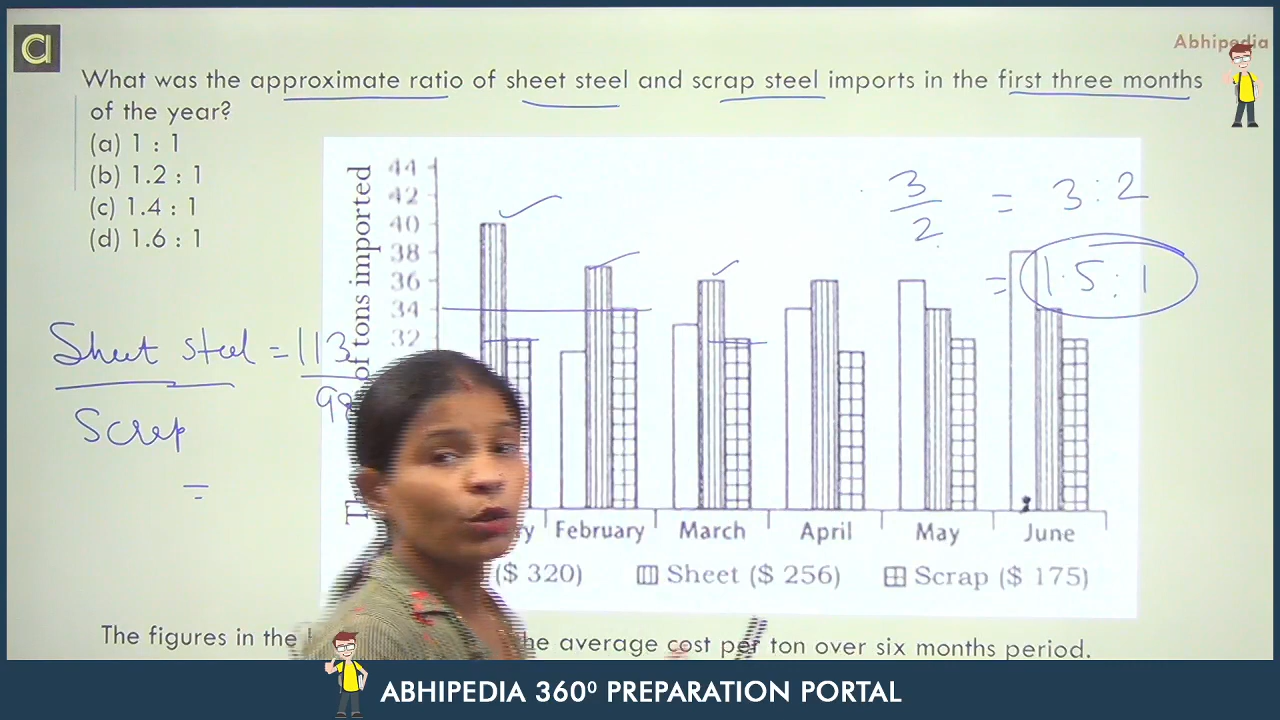 a
Abhipedia
What was the approximate ratio of sheet steel and scrap steel imports in the first three months
of the year?
(a) 1 : 1
(b) 1.2 : 1
(c) 1.4 : 1
(d) 1.6 : 1
44
42
40
38
36
34
32
of tons imported
3/2 = 3:2
= 1.5:1
Sheet steel = 113
Scrap 98
=
February March April May June
($ 320) Sheet ($ 256) Scrap ($ 175)
The figures in the average cost per ton over six months period.
ABHIPEDIA 360⁰ PREPARATION PORTAL